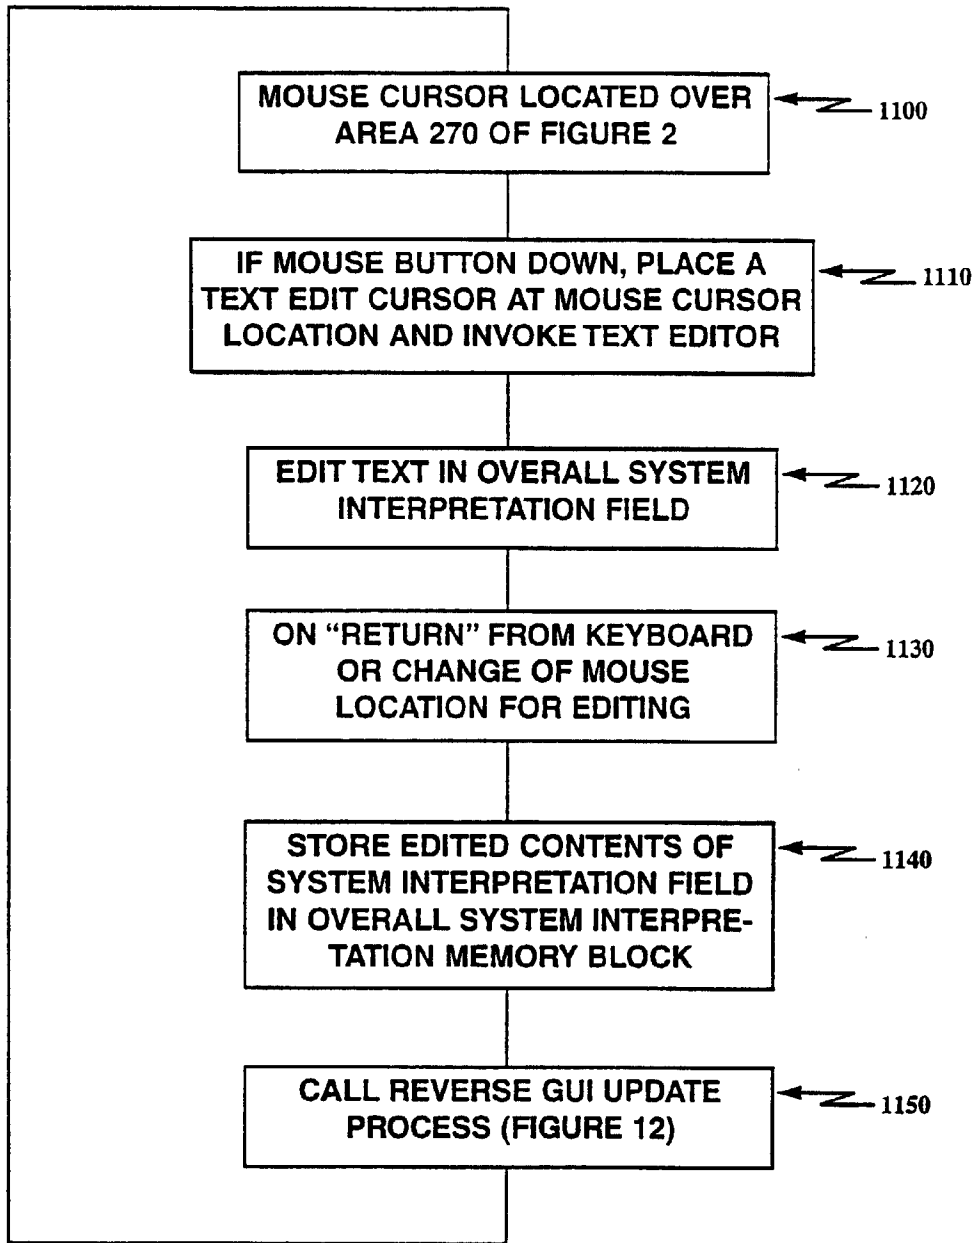 MOUSE CURSOR LOCATED OVER
AREA 270 OF FIGURE 2
1100
IF MOUSE BUTTON DOWN, PLACE A
TEXT EDIT CURSOR AT MOUSE CURSOR
LOCATION AND INVOKE TEXT EDITOR
1110
EDIT TEXT IN OVERALL SYSTEM
INTERPRETATION FIELD
1120
ON “RETURN” FROM KEYBOARD
OR CHANGE OF MOUSE
LOCATION FOR EDITING
1130
STORE EDITED CONTENTS OF
SYSTEM INTERPRETATION FIELD
IN OVERALL SYSTEM INTERPRE-
TATION MEMORY BLOCK
1140
CALL REVERSE GUI UPDATE
PROCESS (FIGURE 12)
1150